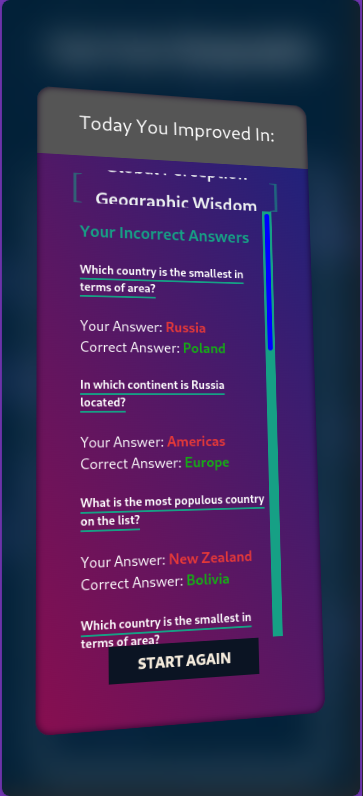 Today You Improved In:
Global Perception
Geographic Wisdom
Your Incorrect Answers
Which country is the smallest in
terms of area?
Your Answer: Russia
Correct Answer: Poland
In which continent is Russia
located?
Your Answer: Americas
Correct Answer: Europe
What is the most populous country
on the list?
Your Answer: New Zealand
Correct Answer: Bolivia
Which country is the smallest in
terms of area?
START AGAIN